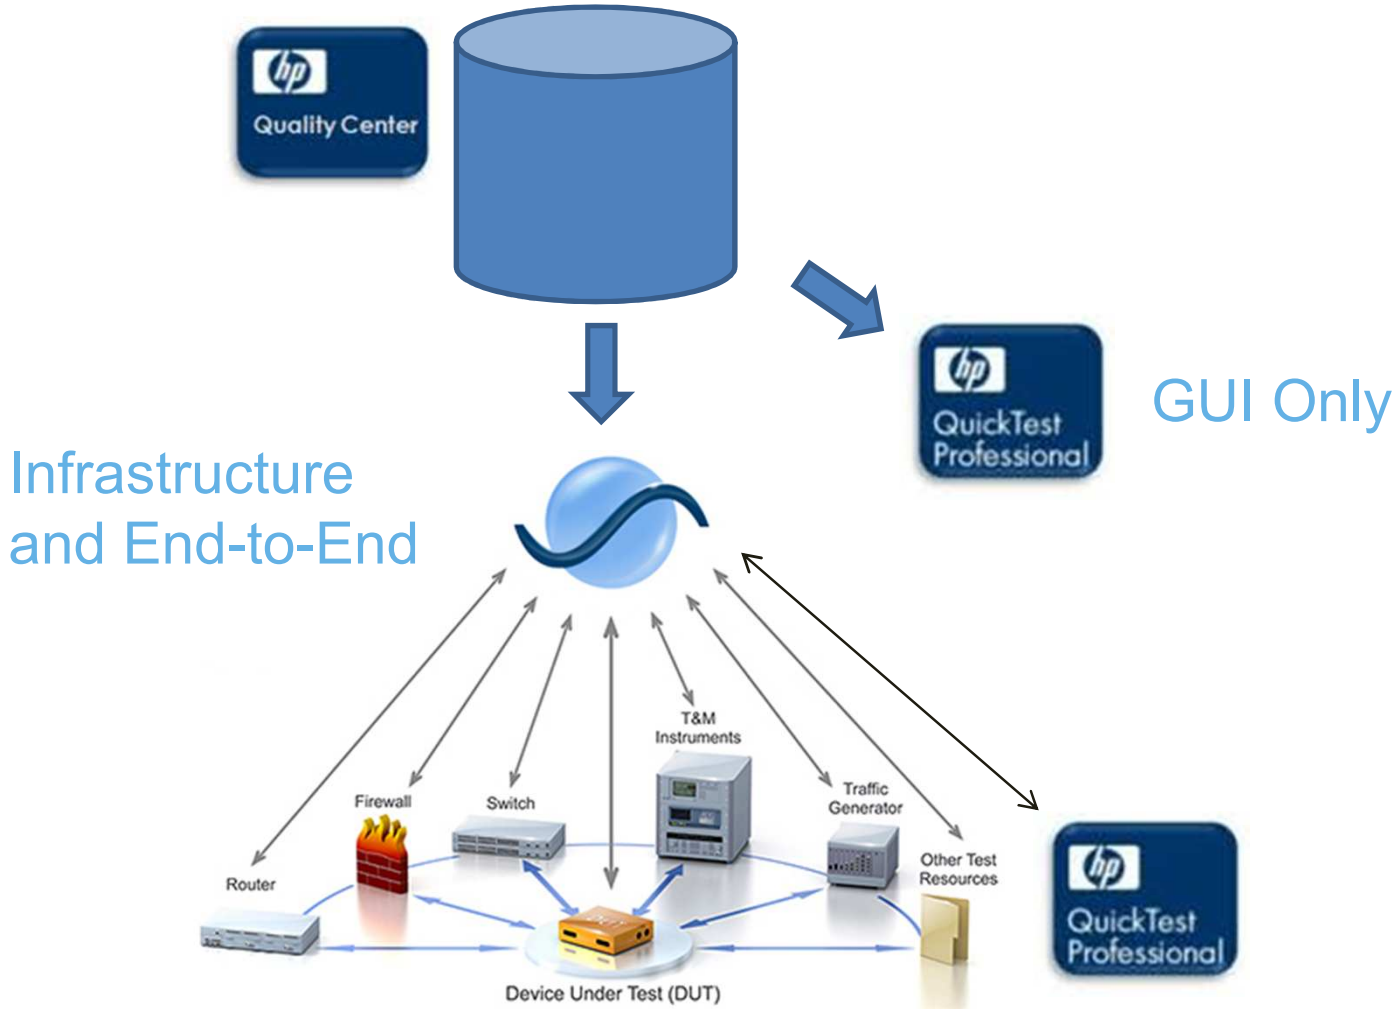 hp
Quality Center
hp
QuickTest
Professional
GUI Only
Infrastructure
and End-to-End
T&M
Instruments
Firewall
Switch
Traffic
Generator
Router
Other Test
Resources
DUT
Device Under Test (DUT)
hp
QuickTest
Professional